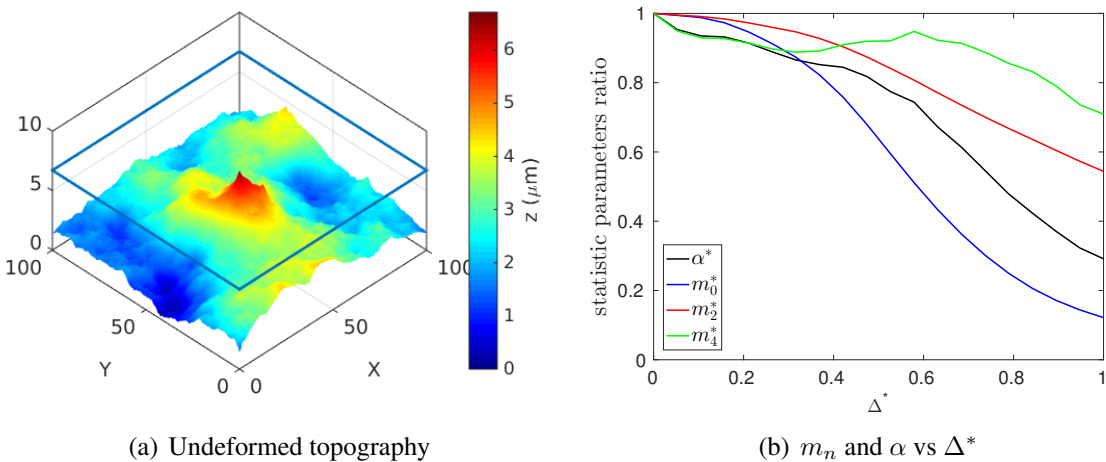 10
5
0
100
50
0
Y
0
50
100
X
6
5
4
3
2
1
0
z (μm)
1
0.8
0.6
0.4
0.2
0
statistic parameters ratio
α*
m₀*
m₂*
m₄*
0
0.2
0.4
0.6
0.8
1
Δ*
(a) Undeformed topography
(b) mₙ and α vs Δ*